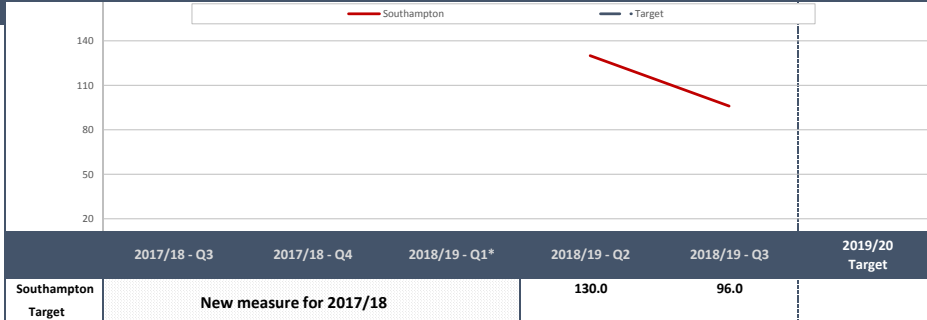 Southampton Target
140
110
80
50
20
2017/18 - Q3 2017/18 - Q4 2018/19 - Q1* 2018/19 - Q2 2018/19 - Q3 2019/20 Target
Southampton 130.0 96.0
Target New measure for 2017/18